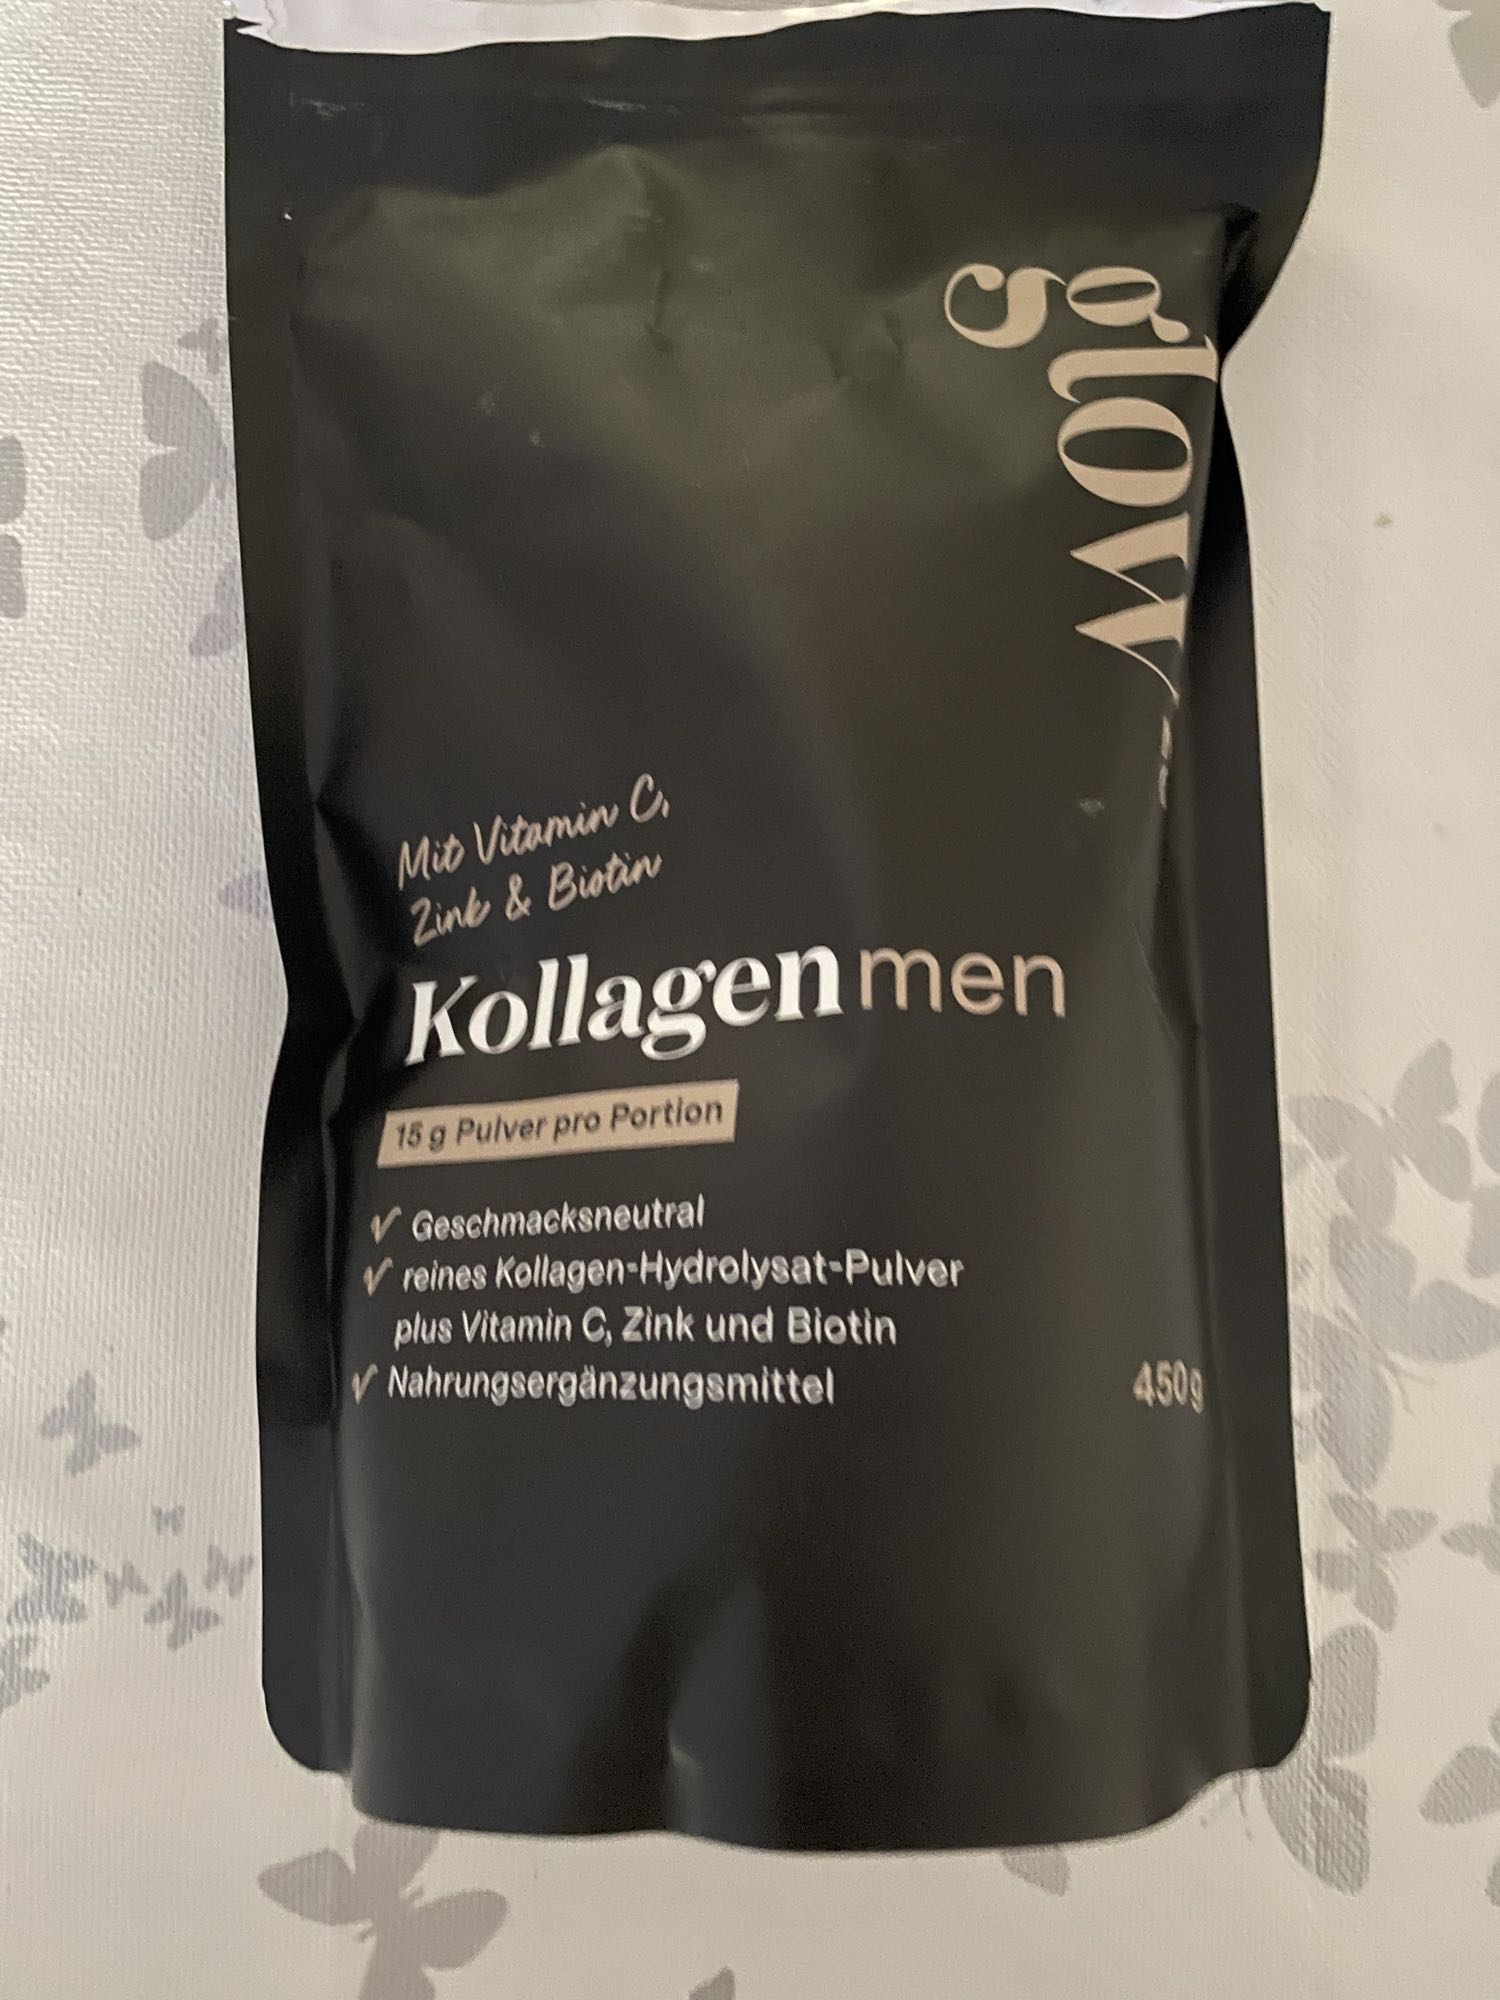 glow
Mit Vitamin C,
Zink & Biotin
Kollagen men
15 g Pulver pro Portion
Geschmacksneutral
reines Kollagen-Hydrolysat-Pulver
plus Vitamin C, Zink und Biotin
Nahrungsergänzungsmittel
450g